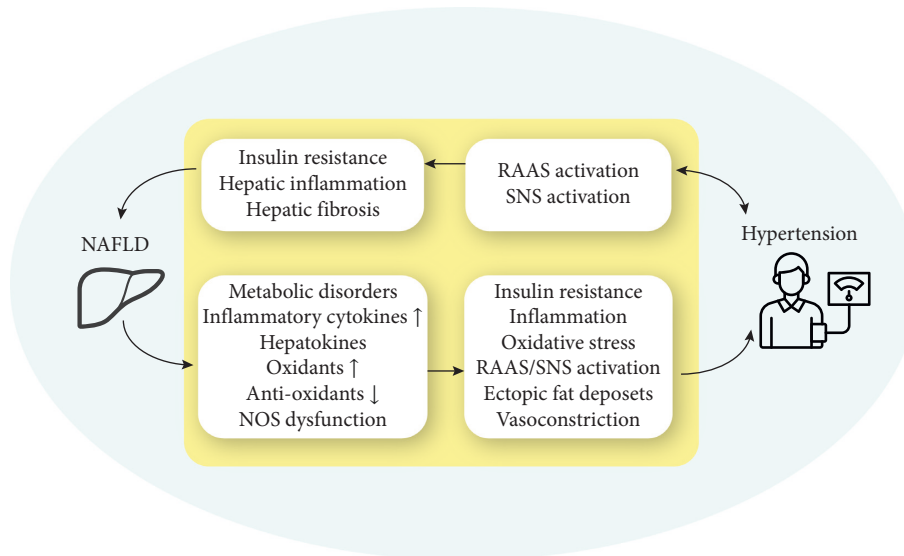 Insulin resistance
Hepatic inflammation
Hepatic fibrosis
RAAS activation
SNS activation
NAFLD
Hypertension
Metabolic disorders
Inflammatory cytokines ↑
Hepatokines
Oxidants ↑
Anti-oxidants ↓
NOS dysfunction
Insulin resistance
Inflammation
Oxidative stress
RAAS/SNS activation
Ectopic fat deposets
Vasoconstriction